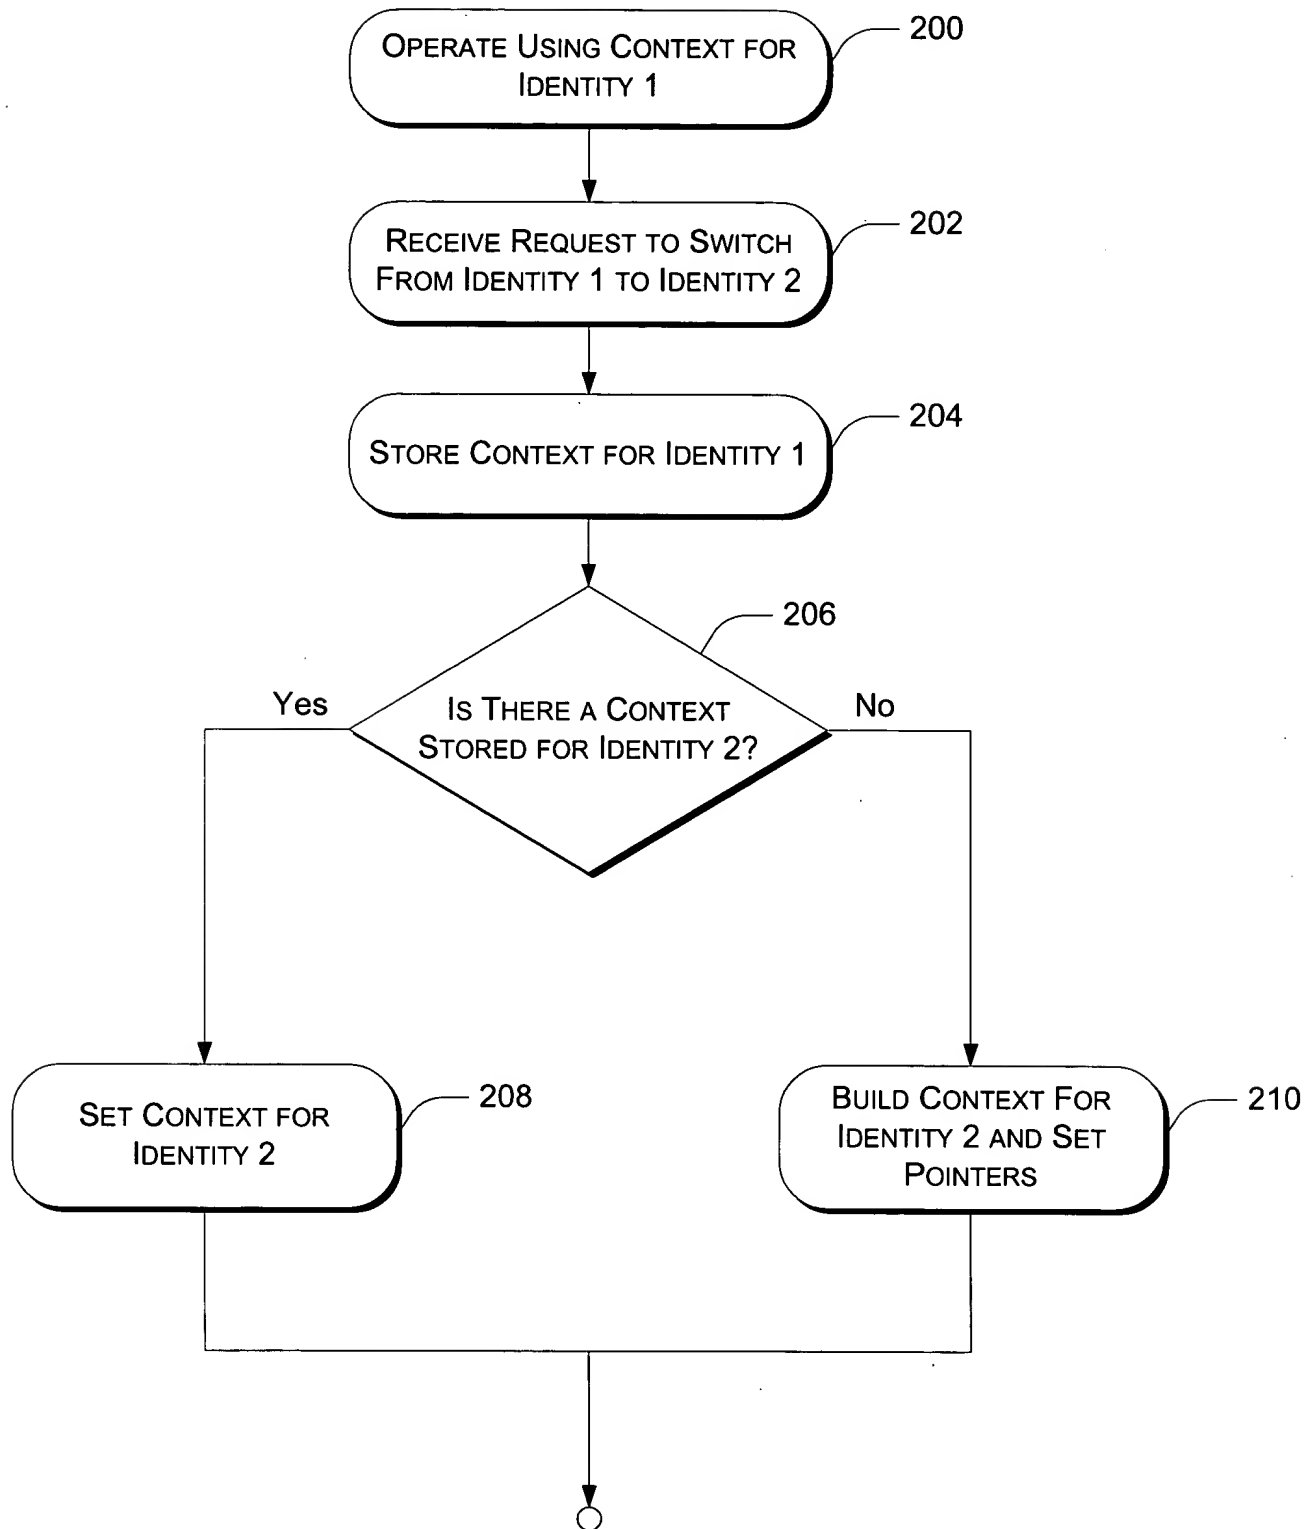 OPERATE USING CONTEXT FOR
IDENTITY 1
200
RECEIVE REQUEST TO SWITCH
FROM IDENTITY 1 TO IDENTITY 2
202
STORE CONTEXT FOR IDENTITY 1
204
206
IS THERE A CONTEXT
STORED FOR IDENTITY 2?
Yes
No
SET CONTEXT FOR
IDENTITY 2
208
BUILD CONTEXT FOR
IDENTITY 2 AND SET
POINTERS
210